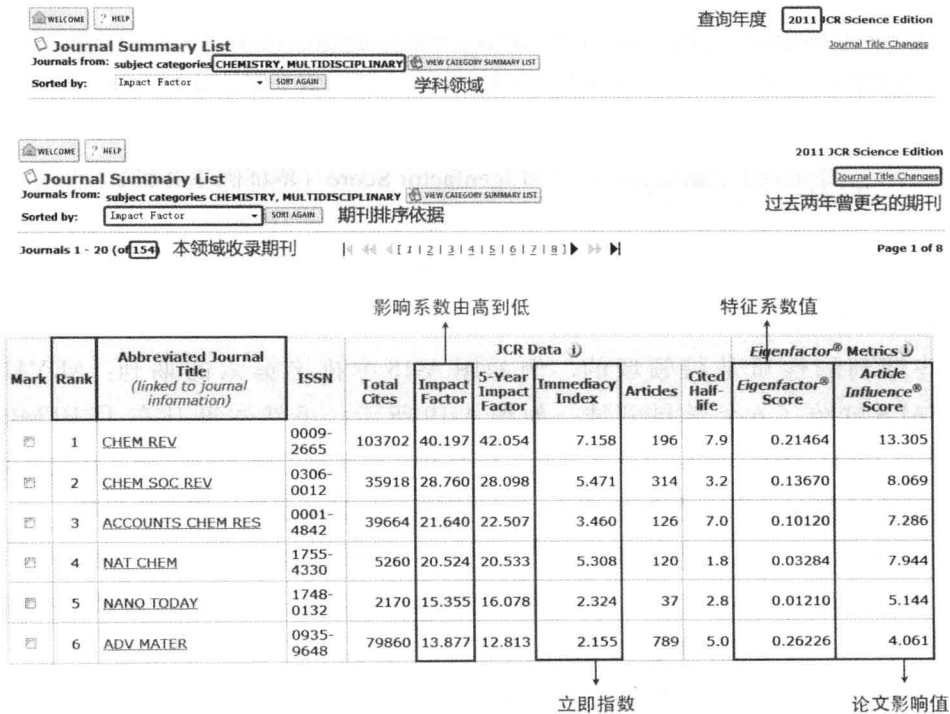 WELCOME ? HELP 查询年度 2011 JCR Science Edition
Journal Summary List Journal Title Changes
Journals from: subject categories CHEMISTRY, MULTIDISCIPLINARY VIEW CATEGORY SUMMARY LIST
Sorted by: Impact Factor SORT AGAIN 学科领域
WELCOME ? HELP 2011 JCR Science Edition
Journal Summary List Journal Title Changes
Journals from: subject categories CHEMISTRY, MULTIDISCIPLINARY VIEW CATEGORY SUMMARY LIST
Sorted by: Impact Factor SORT AGAIN 期刊排序依据 过去两年曾更名的期刊
Journals 1 - 20 (of 154) 本领域收录期刊 [ 1 | 2 | 3 | 4 | 5 | 6 | 7 | 8 ] Page 1 of 8
影响系数由高到低 特征系数值
Mark Rank Abbreviated Journal Title (linked to journal information) ISSN JCR Data Eigenfactor® Metrics
Total Cites Impact Factor 5-Year Impact Factor Immediacy Index Articles Cited Half-life Eigenfactor® Score Article Influence® Score
1 CHEM REV 0009-2665 103702 40.197 42.054 7.158 196 7.9 0.21464 13.305
2 CHEM SOC REV 0306-0012 35918 28.760 28.098 5.471 314 3.2 0.13670 8.069
3 ACCOUNTS CHEM RES 0001-4842 39664 21.640 22.507 3.460 126 7.0 0.10120 7.286
4 NAT CHEM 1755-4330 5260 20.524 20.533 5.308 120 1.8 0.03284 7.944
5 NANO TODAY 1748-0132 2170 15.355 16.078 2.324 37 2.8 0.01210 5.144
6 ADV MATER 0935-9648 79860 13.877 12.813 2.155 789 5.0 0.26226 4.061
立即指数 论文影响值